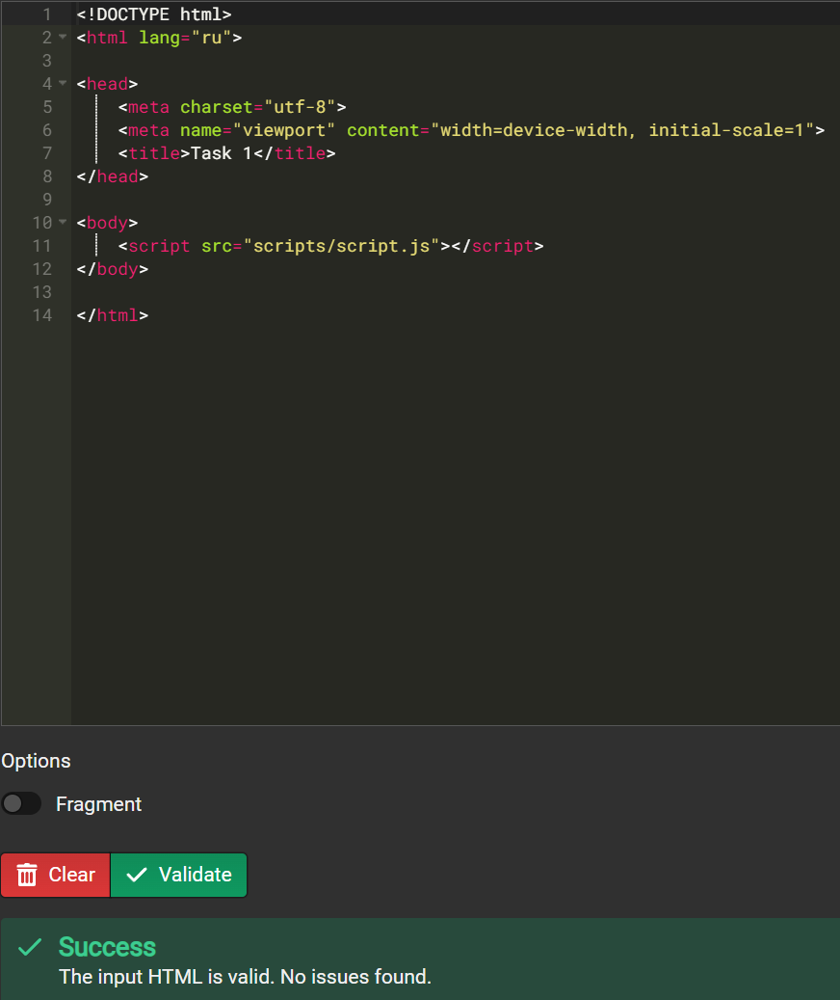 1 <!DOCTYPE html>
2 <html lang="ru">
3
4 <head>
5 <meta charset="utf-8">
6 <meta name="viewport" content="width=device-width, initial-scale=1">
7 <title>Task 1</title>
8 </head>
9
10 <body>
11 <script src="scripts/script.js"></script>
12 </body>
13
14 </html>
Options
Fragment
Clear Validate
Success
The input HTML is valid. No issues found.